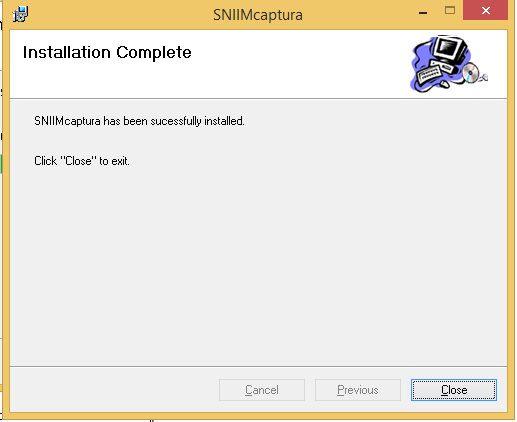 SNIIMcaptura
Installation Complete
SNIIMcaptura has been sucessfully installed.
Click "Close" to exit.
Cancel
Previous
Close